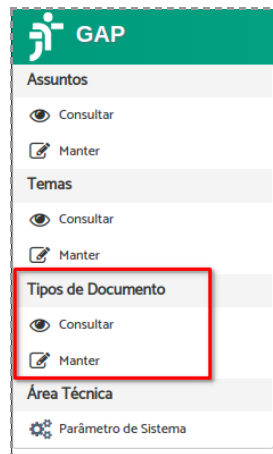 GAP
Assuntos
Consultar
Manter
Temas
Consultar
Manter
Tipos de Documento
Consultar
Manter
Área Técnica
Parâmetro de Sistema